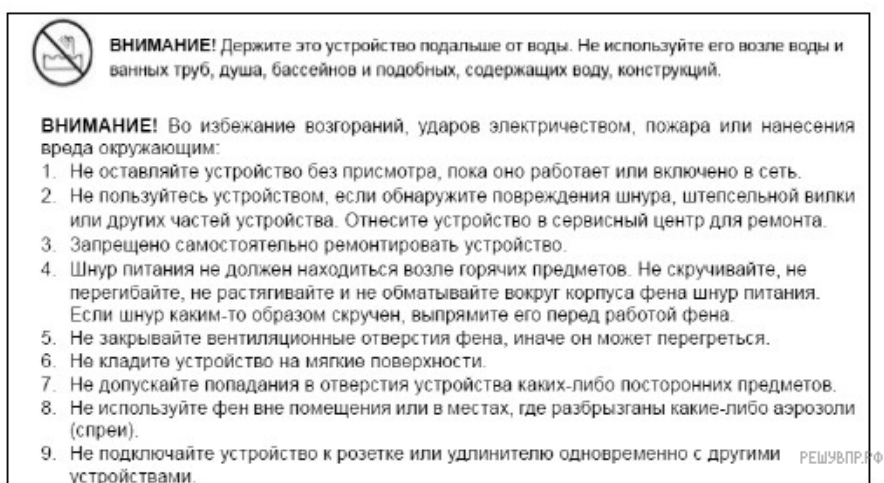 ВНИМАНИЕ! Держите это устройство подальше от воды. Не используйте его возле воды и
ванных труб, душа, бассейнов и подобных, содержащих воду, конструкций.
ВНИМАНИЕ! Во избежание возгораний, ударов электричеством, пожара или нанесения
вреда окружающим:
1. Не оставляйте устройство без присмотра, пока оно работает или включено в сеть.
2. Не пользуйтесь устройством, если обнаружите повреждения шнура, штепсельной вилки
или других частей устройства. Отнесите устройство в сервисный центр для ремонта.
3. Запрещено самостоятельно ремонтировать устройство.
4. Шнур питания не должен находиться возле горячих предметов. Не скручивайте, не
перегибайте, не растягивайте и не обматывайте вокруг корпуса фена шнур питания.
Если шнур каким-то образом скручен, выпрямите его перед работой фена.
5. Не закрывайте вентиляционные отверстия фена, иначе он может перегреться.
6. Не кладите устройство на мягкие поверхности.
7. Не допускайте попадания в отверстия устройства каких-либо посторонних предметов.
8. Не используйте фен вне помещения или в местах, где разбрызганы какие-либо аэрозоли
(спреи).
9. Не подключайте устройство к розетке или удлинителю одновременно с другими
устройствами.
РЕШУВПР.РФ